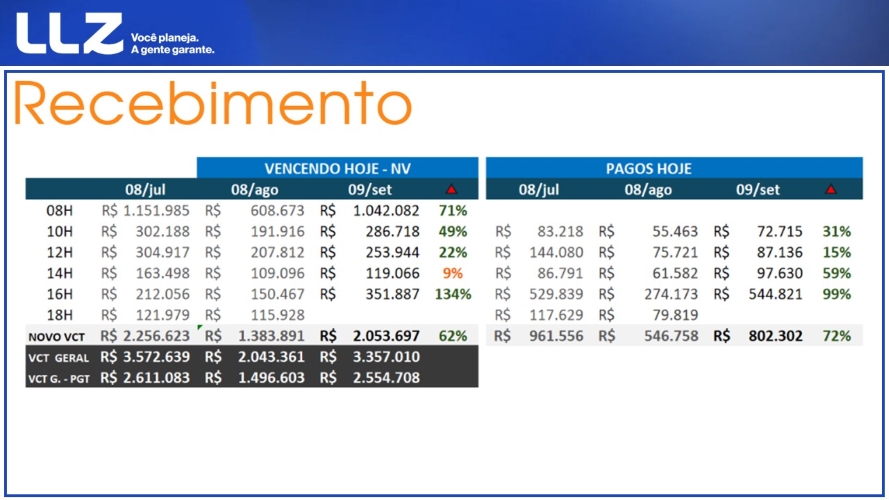 LLZ Você planeja.
A gente garante.
Recebimento
VENCENDO HOJE - NV PAGOS HOJE
08/jul 08/ago 09/set 08/jul 08/ago 09/set
08H R$ 1.151.985 R$ 608.673 R$ 1.042.082 71%
10H R$ 302.188 R$ 191.916 R$ 286.718 49% R$ 83.218 R$ 55.463 R$ 72.715 31%
12H R$ 304.917 R$ 207.812 R$ 253.944 22% R$ 144.080 R$ 75.721 R$ 87.136 15%
14H R$ 163.498 R$ 109.096 R$ 119.066 9% R$ 86.791 R$ 61.582 R$ 97.630 59%
16H R$ 212.056 R$ 150.467 R$ 351.887 134% R$ 529.839 R$ 274.173 R$ 544.821 99%
18H R$ 121.979 R$ 115.928 R$ 117.629 R$ 79.819
NOVO VCT R$ 2.256.623 R$ 1.383.891 R$ 2.053.697 62% R$ 961.556 R$ 546.758 R$ 802.302 72%
VCT GERAL R$ 3.572.639 R$ 2.043.361 R$ 3.357.010
VCT G. - PGT R$ 2.611.083 R$ 1.496.603 R$ 2.554.708